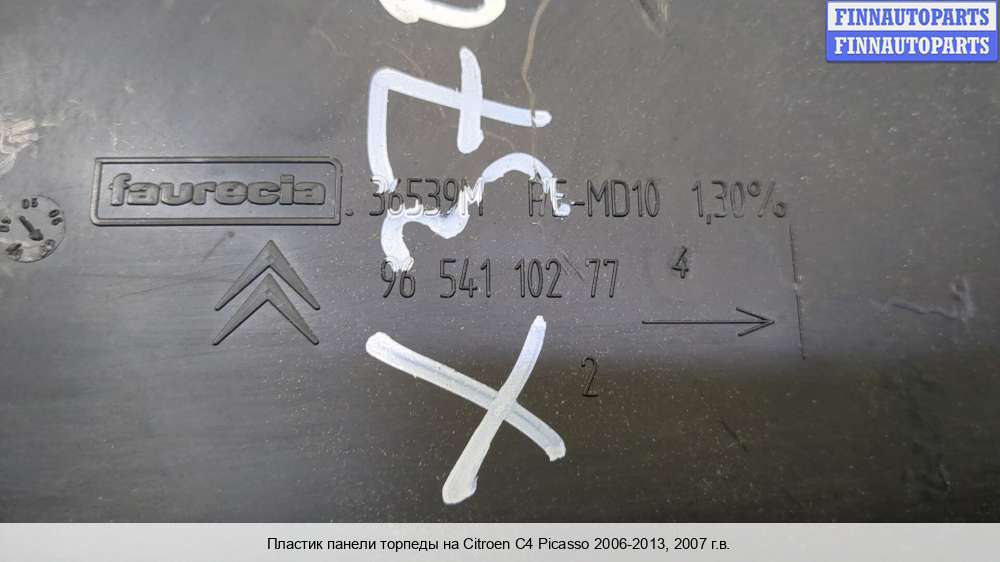 FINNAUTOPARTS
FINNAUTOPARTS
faurecia
36539M P/E-MD10 1,30%
96 541 102 77 4
2
X
Пластик панели торпеды на Citroen C4 Picasso 2006-2013, 2007 г.в.